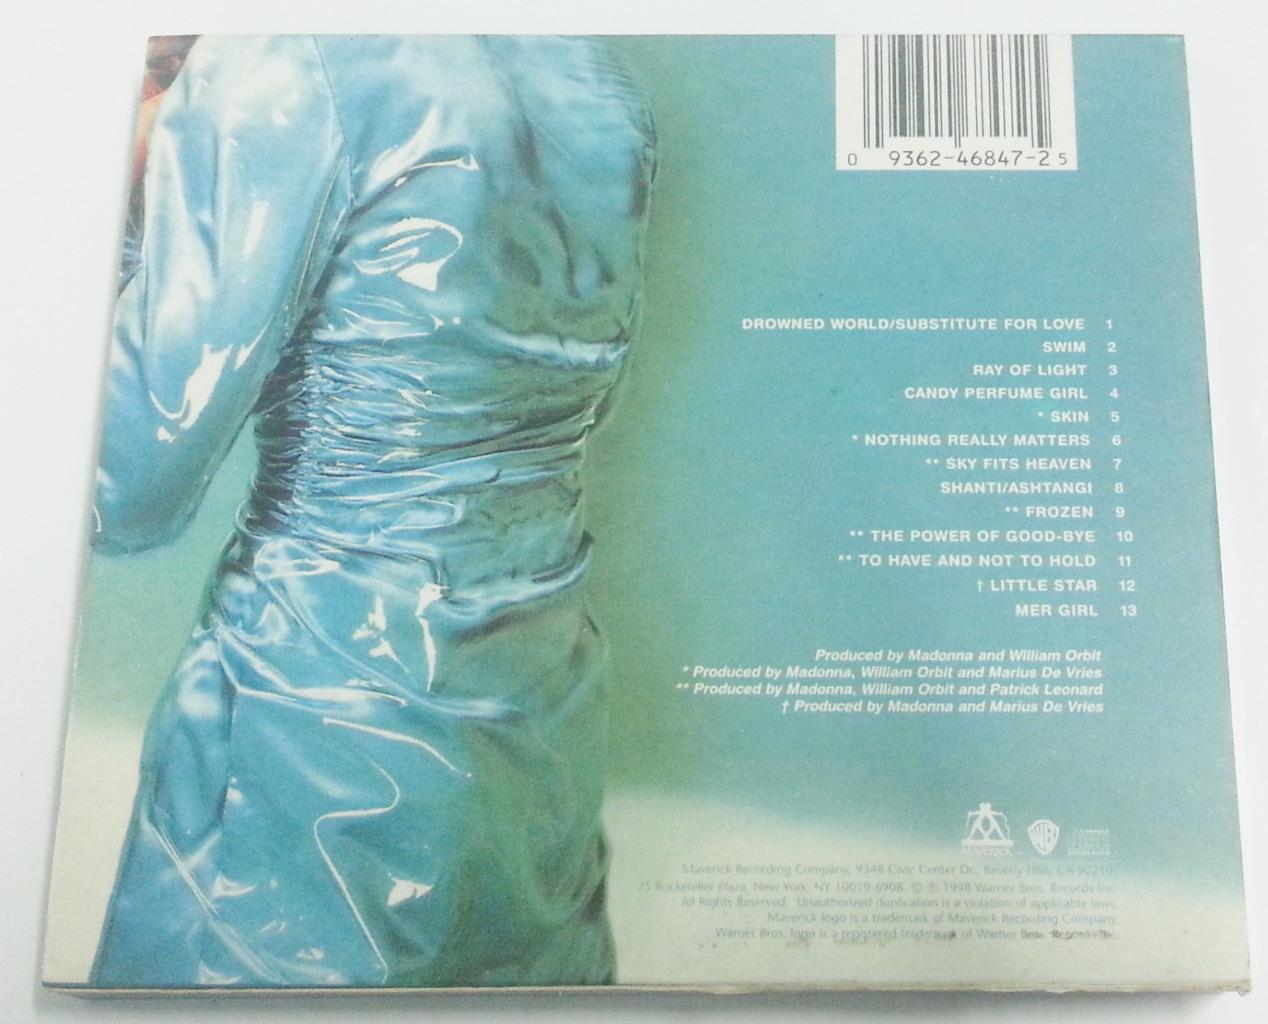 0 9362-46847-2 5
DROWNED WORLD/SUBSTITUTE FOR LOVE 1
SWIM 2
RAY OF LIGHT 3
CANDY PERFUME GIRL 4
* SKIN 5
* NOTHING REALLY MATTERS 6
** SKY FITS HEAVEN 7
SHANTI/ASHTANGI 8
** FROZEN 9
** THE POWER OF GOOD-BYE 10
** TO HAVE AND NOT TO HOLD 11
† LITTLE STAR 12
MER GIRL 13
Produced by Madonna and William Orbit
* Produced by Madonna, William Orbit and Marius De Vries
** Produced by Madonna, William Orbit and Patrick Leonard
† Produced by Madonna and Marius De Vries
WB
Maverick Recording Company, 9348 Civic Center Dr., Beverly Hills, CA 90210.
75 Rockefeller Plaza, New York, NY 10019-6908. © ℗ 1998 Warner Bros. Records Inc.
All Rights Reserved. Unauthorized duplication is a violation of applicable laws.
Maverick logo is a trademark of Maverick Recording Company.
Warner Bros. logo is a registered trademark of Warner Bros. Records Inc.